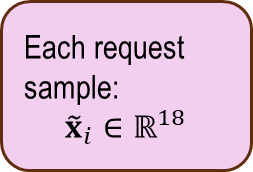 Each request
sample:
x̃ᵢ ∈ ℝ¹⁸